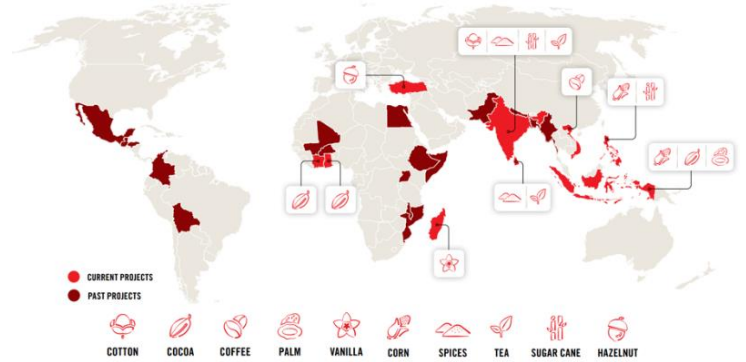 CURRENT PROJECTS
PAST PROJECTS
COTTON COCOA COFFEE PALM VANILLA CORN SPICES TEA SUGAR CANE HAZELNUT